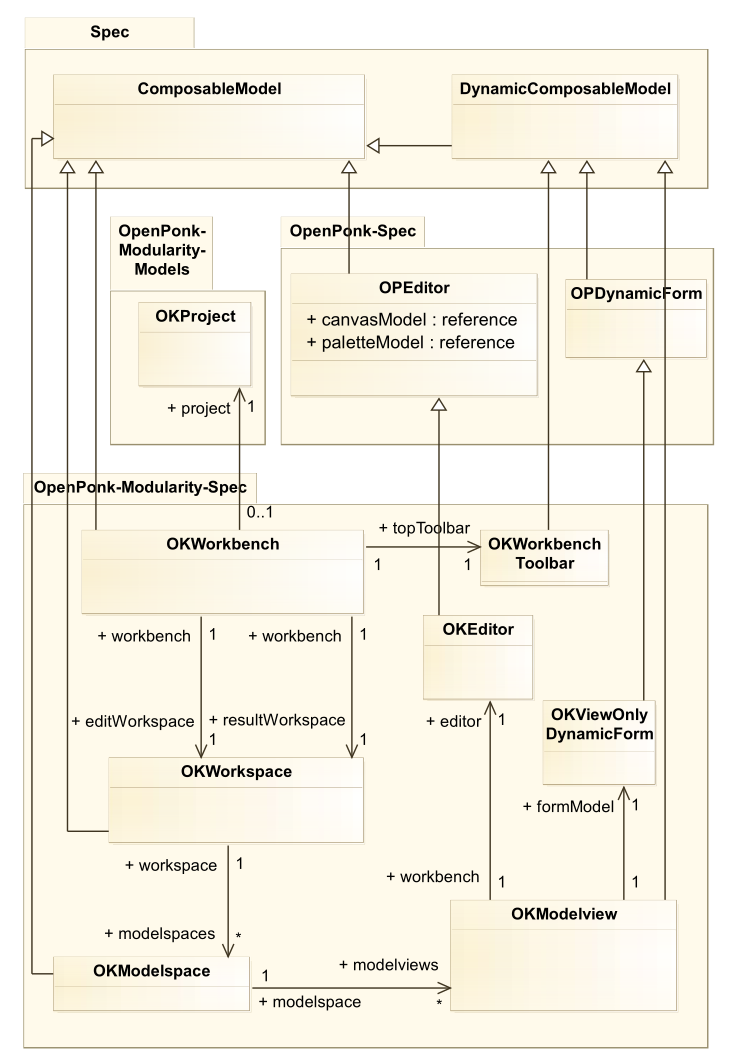 Spec
ComposableModel
DynamicComposableModel
OpenPonk-
Modularity-
Models
OpenPonk-Spec
OKProject
OPEditor
+ canvasModel : reference
+ paletteModel : reference
OPDynamicForm
+ project
1
OpenPonk-Modularity-Spec
0..1
OKWorkbench
+ topToolbar
1
1
OKWorkbench
Toolbar
+ workbench
1
+ workbench
1
OKEditor
+ editWorkspace
1
+ resultWorkspace
1
+ editor
1
OKViewOnly
DynamicForm
OKWorkspace
+ formModel
1
+ workspace
1
+ workbench
1
1
+ modelspaces
*
OKModelview
OKModelspace
1
+ modelspace
+ modelviews
*